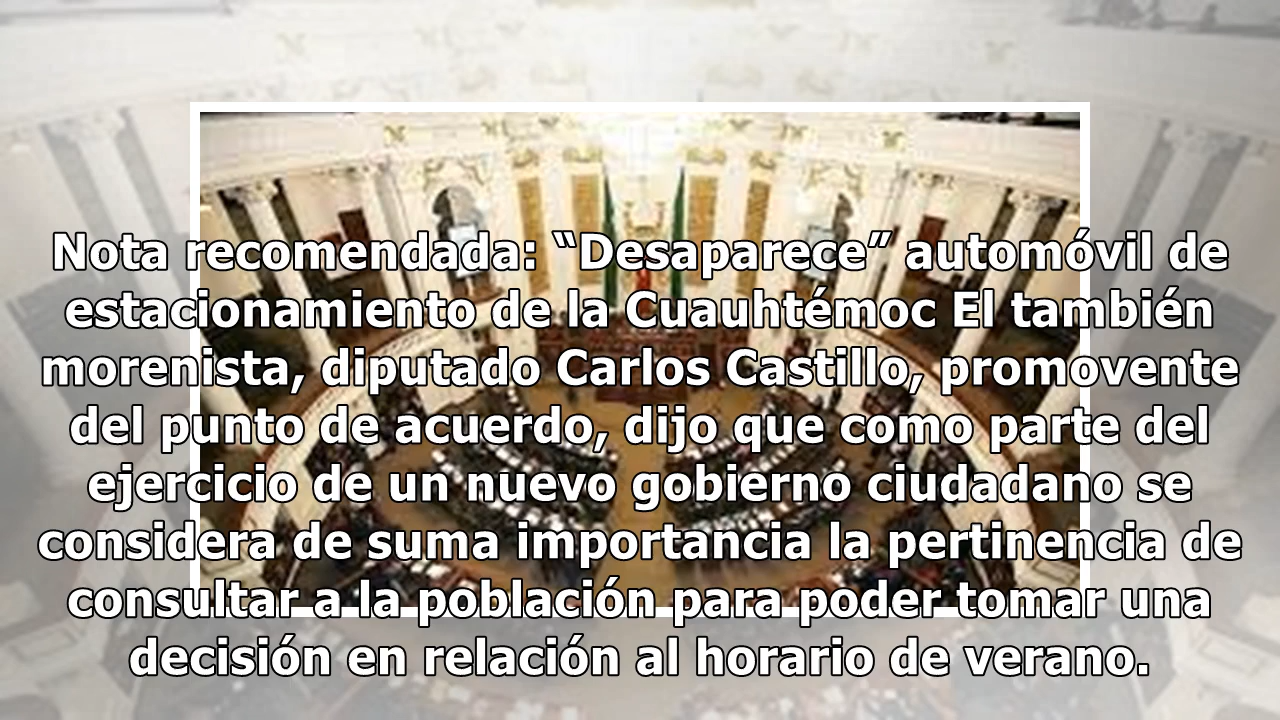 Nota recomendada: “Desaparece” automóvil de
estacionamiento de la Cuauhtémoc El también
morenista, diputado Carlos Castillo, promovente
del punto de acuerdo, dijo que como parte del
ejercicio de un nuevo gobierno ciudadano se
considera de suma importancia la pertinencia de
consultar a la población para poder tomar una
decisión en relación al horario de verano.